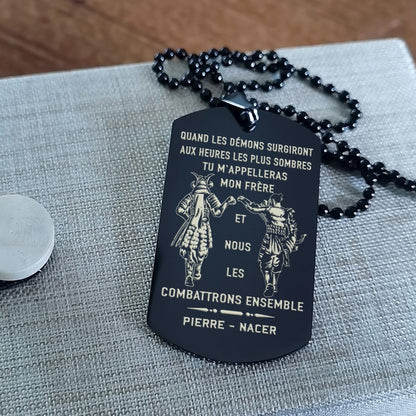 QUAND LES DÉMONS SURGIRONT
AUX HEURES LES PLUS SOMBRES
TU M'APPELLERAS
MON FRÈRE
ET
NOUS
LES
COMBATTRONS ENSEMBLE
PIERRE - NACER